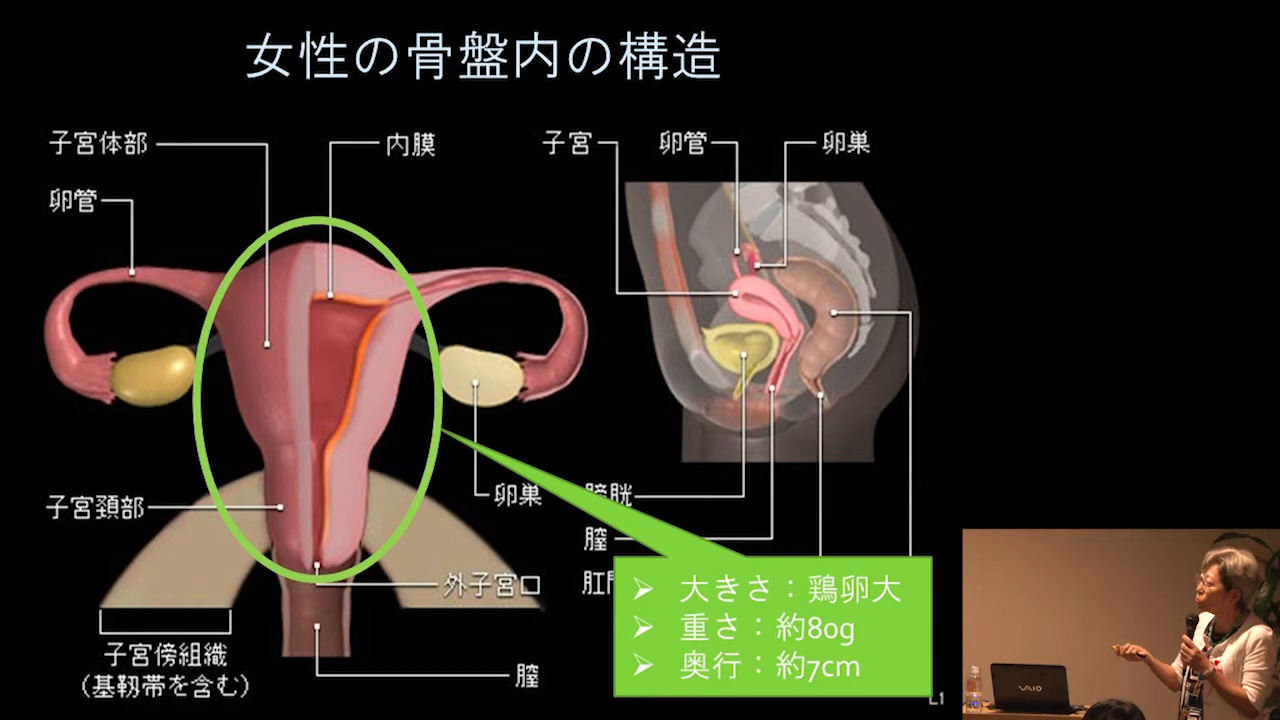 女性の骨盤内の構造
子宮体部
内膜
卵管
子宮頚部
卵巣
外子宮口
子宮傍組織
(基靭帯を含む)
膣
子宮
卵管
卵巣
膀胱
膣
大きさ：鶏卵大
重さ：約80g
奥行：約7cm
VAIO